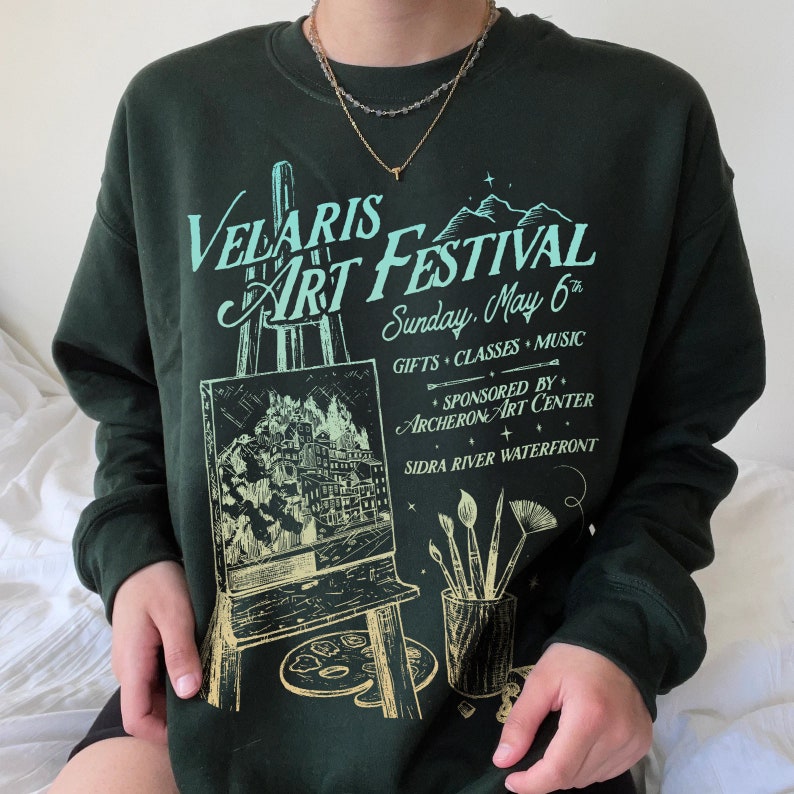 Velaris
Art Festival
Sunday, May 6th
Gifts * Classes * Music
Sponsored by
Archeron Art Center
Sidra River Waterfront